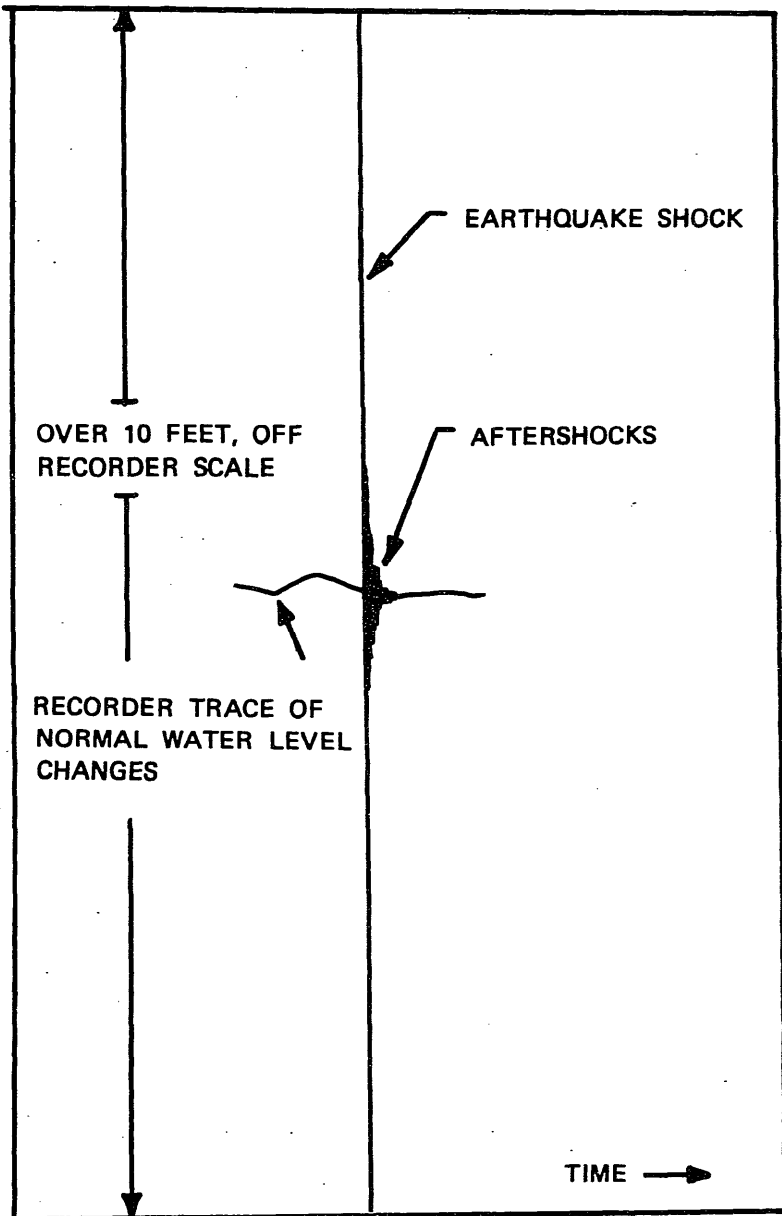 EARTHQUAKE SHOCK
OVER 10 FEET, OFF
RECORDER SCALE
AFTERSHOCKS
RECORDER TRACE OF
NORMAL WATER LEVEL
CHANGES
TIME